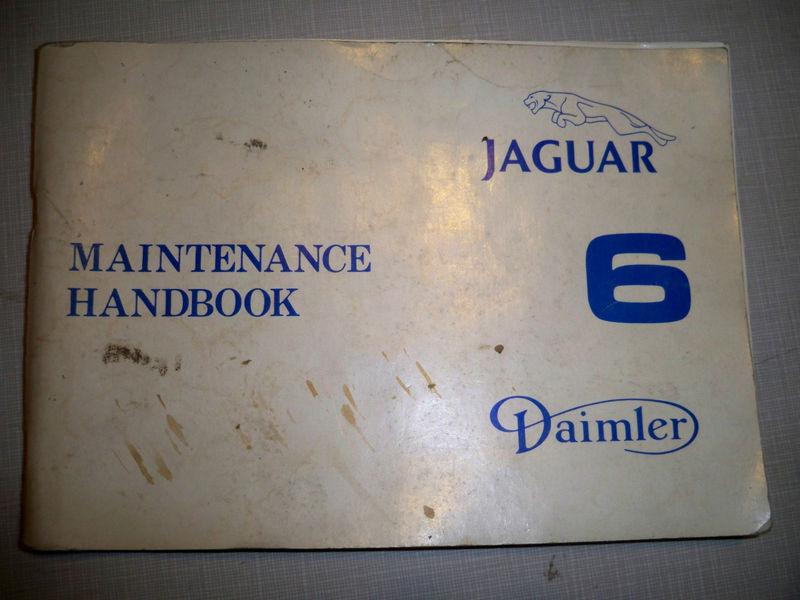 JAGUAR
MAINTENANCE
HANDBOOK
6
Daimler